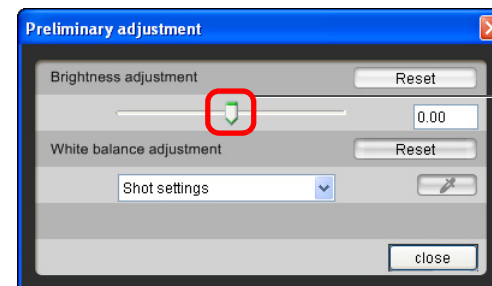 Preliminary adjustment
Brightness adjustment Reset
0.00
White balance adjustment Reset
Shot settings
close